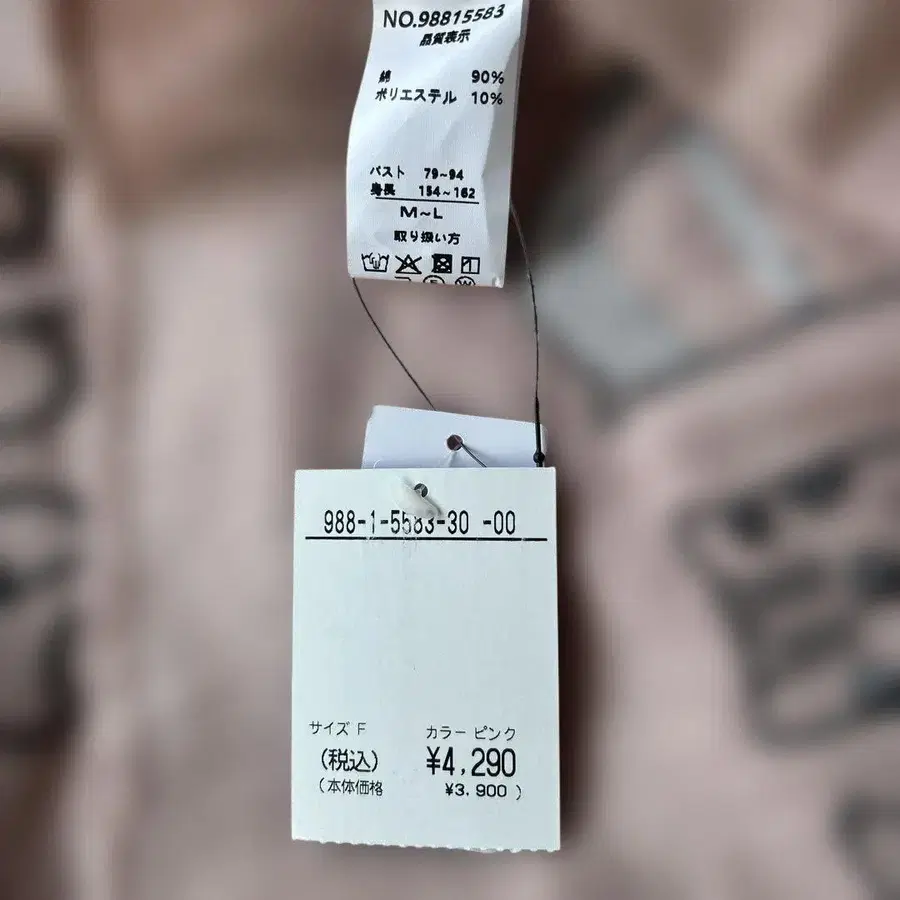 NO.98815583
品質表示
綿 90%
ポリエステル 10%
バスト 79~94
身長 154~162
M~L
取り扱い方
988-1-5583-30 -00
サイズ F カラー ピンク
(税込) ¥4,290
(本体価格 ¥3,900 )